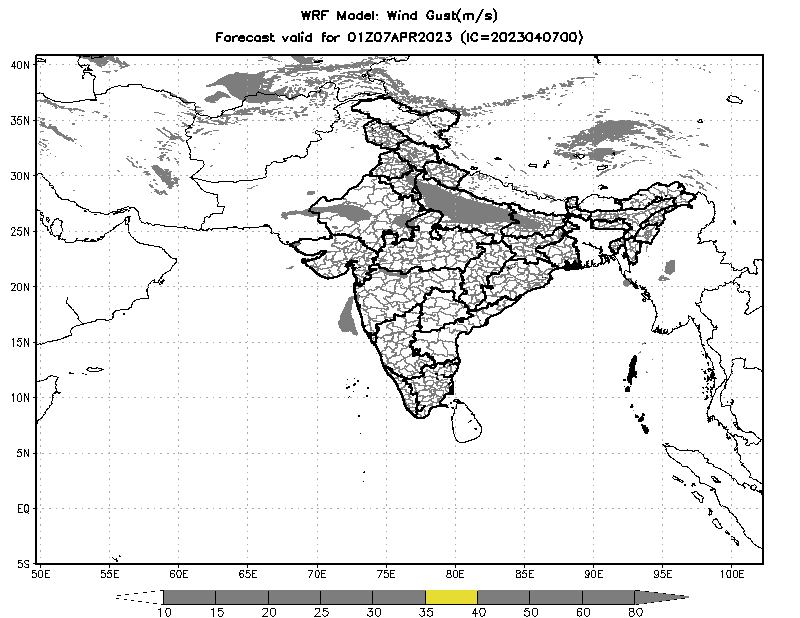 WRF Model: Wind Gust(m/s)
Forecast valid for 01Z07APR2023 (IC=2023040700)
40N
35N
30N
25N
20N
15N
10N
5N
EQ
5S
50E 55E 60E 65E 70E 75E 80E 85E 90E 95E 100E
10 15 20 25 30 35 40 50 60 80